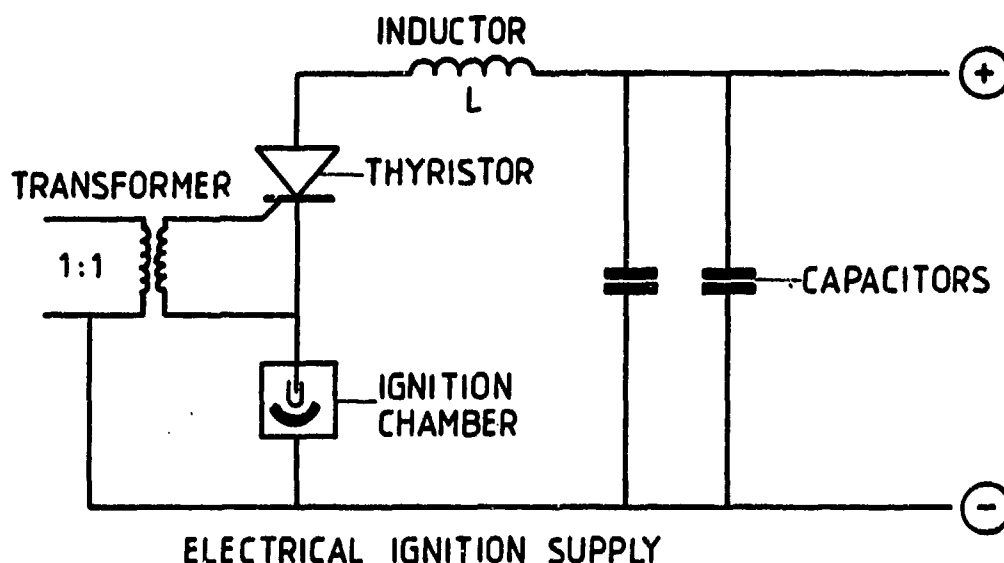 INDUCTOR
L
+
THYRISTOR
TRANSFORMER
1:1
CAPACITORS
IGNITION
CHAMBER
-
ELECTRICAL IGNITION SUPPLY